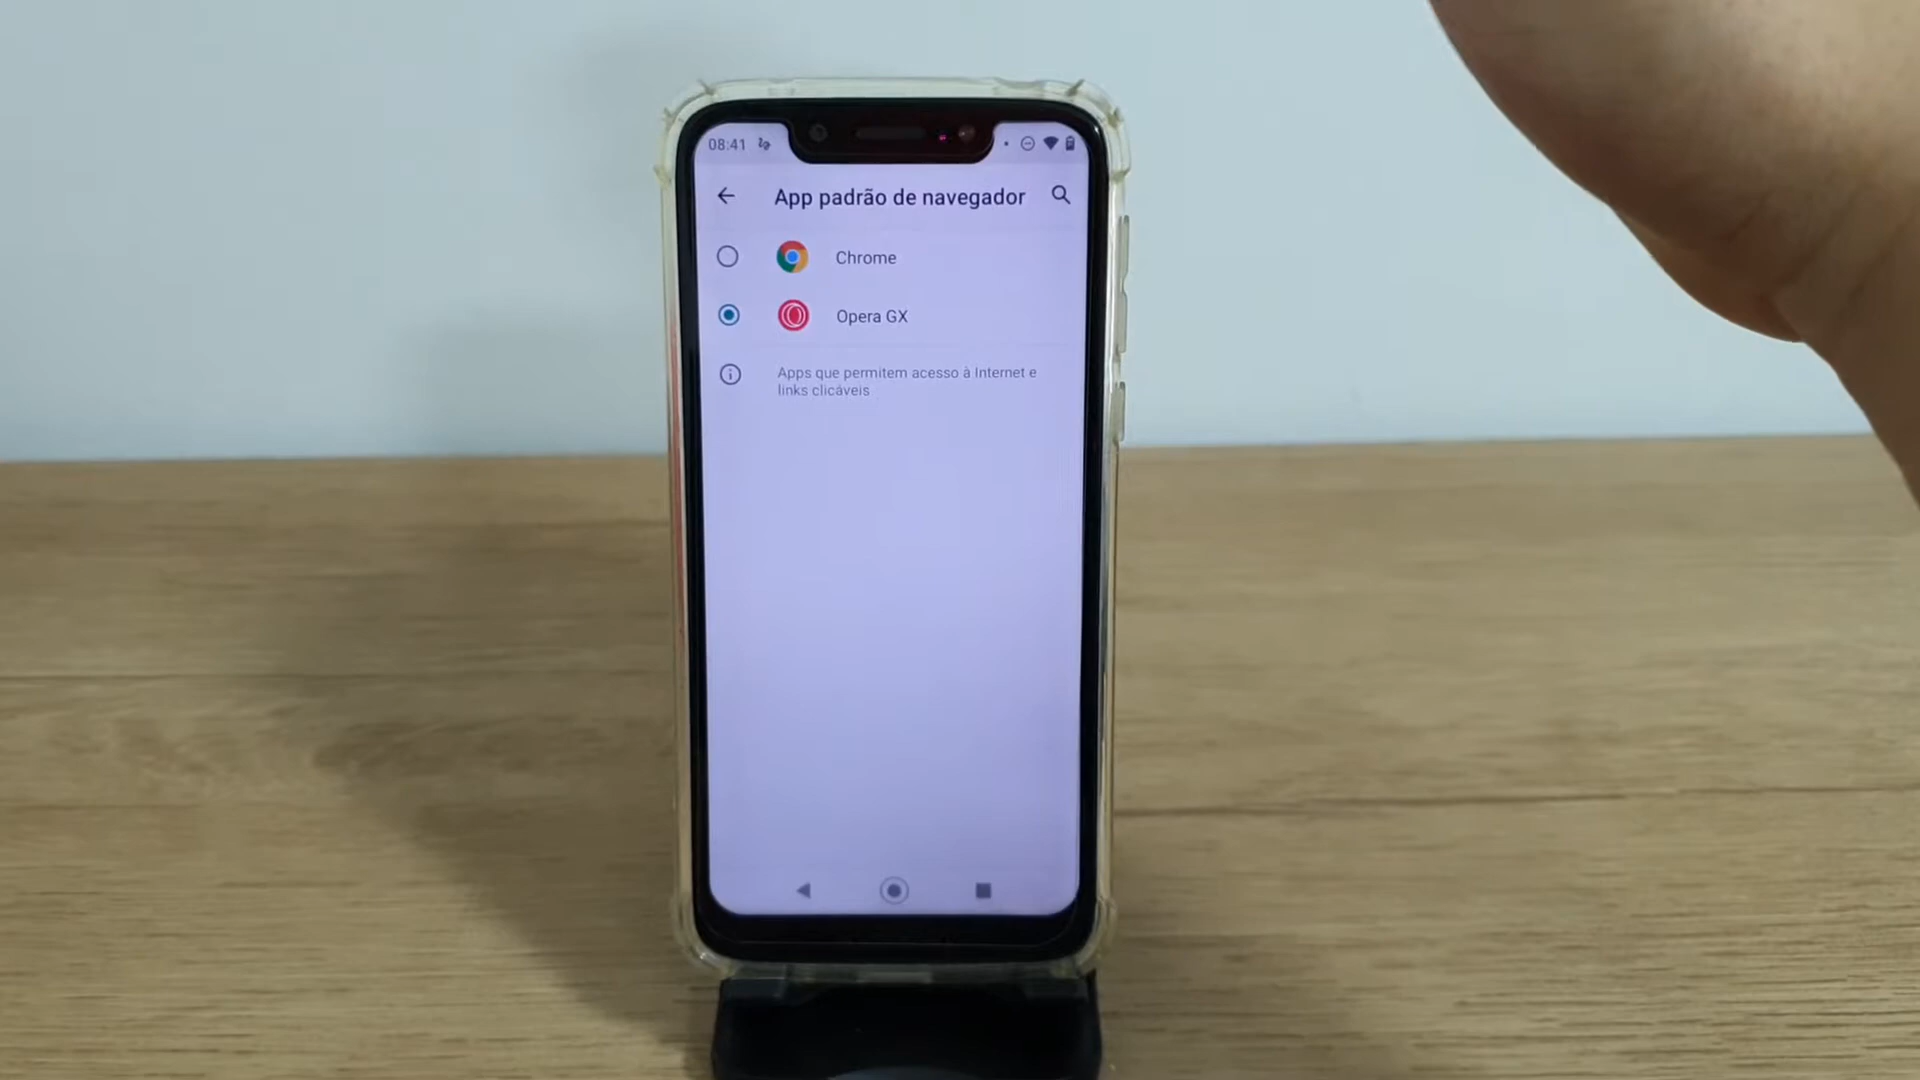 08:41
App padrão de navegador
Chrome
Opera GX
Apps que permitem acesso à Internet e
links clicáveis